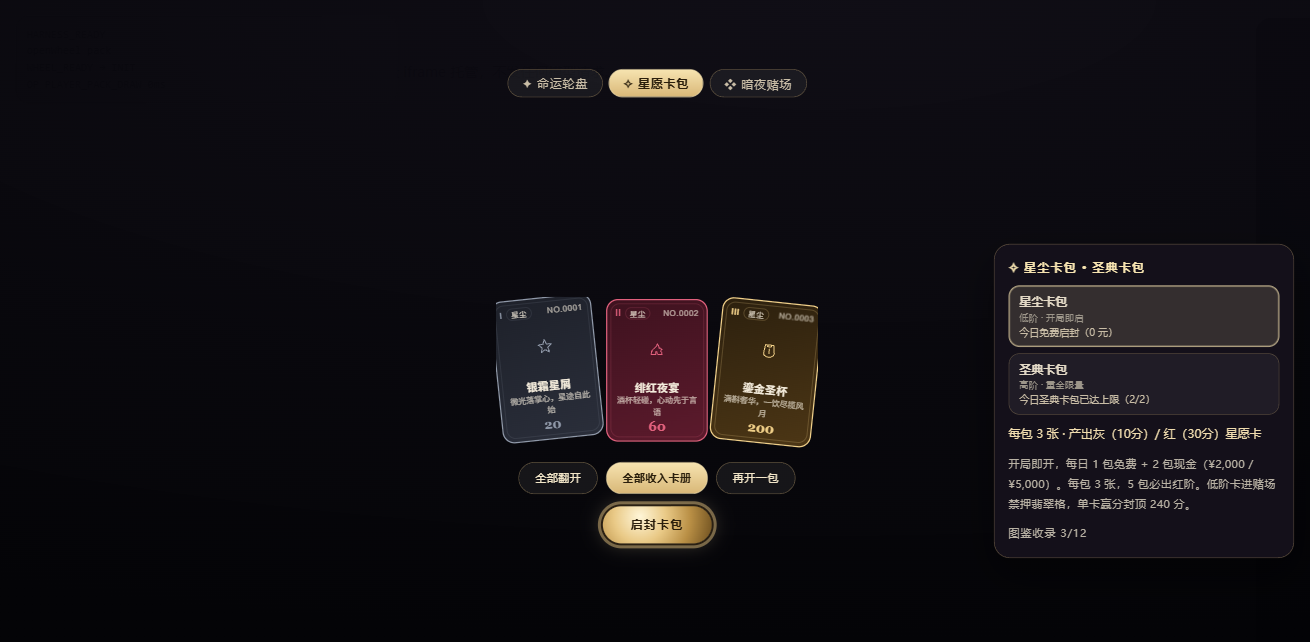 ✦ 命运轮盘
✧ 星愿卡包
❖ 暗夜赌场
I 星尘 NO.0001
银霜星屑
微光落掌心，星途自此
始
20
II 星尘 NO.0002
绯红夜宴
酒杯轻碰，心动先于言
语
60
III 星尘 NO.0003
鎏金圣杯
满斟奢华，一饮尽揽风
月
200
全部翻开
全部收入卡册
再开一包
启封卡包
✧ 星尘卡包 · 圣典卡包
星尘卡包
低阶 · 开局即启
今日免费启封（0 元）
圣典卡包
高阶 · 重金限量
今日圣典卡包已达上限（2/2）
每包 3 张 · 产出灰（10分）/ 红（30分）星愿卡
开局即开，每日 1 包免费 + 2 包现金（¥2,000 /
¥5,000）。每包 3 张，5 包必出红阶。低阶卡进赌场
禁押翡翠格，单卡赢分封顶 240 分。
图鉴收录 3/12